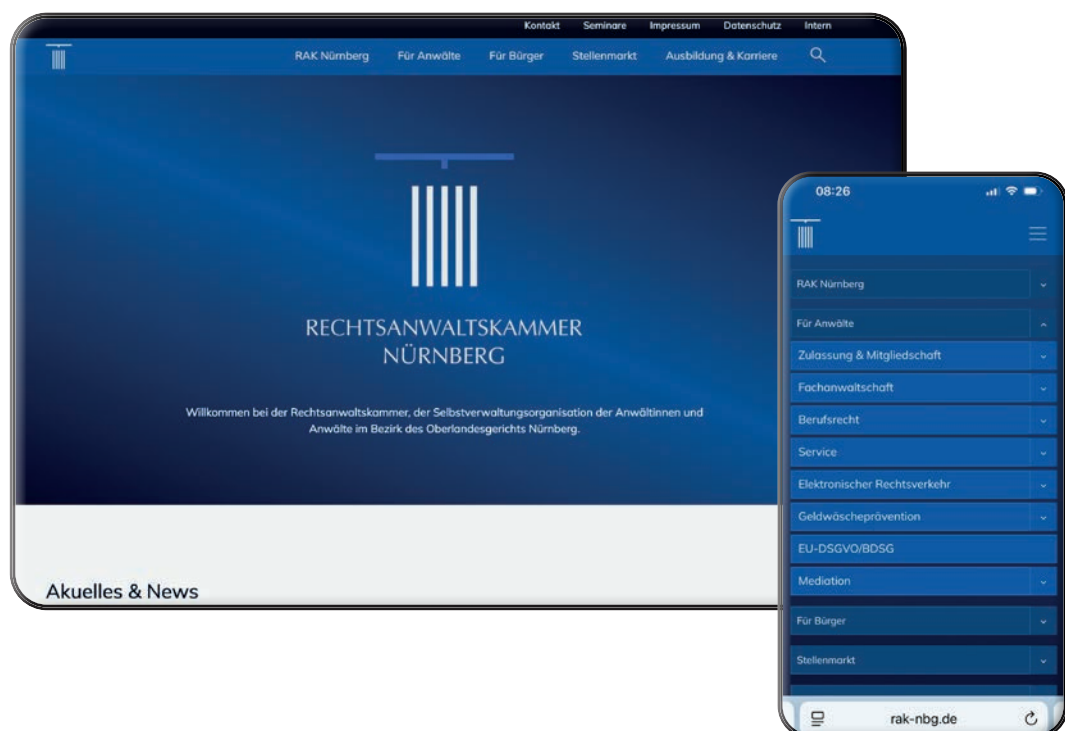 Kontakt Seminare Impressum Datenschutz Intern
RAK Nürnberg Für Anwälte Für Bürger Stellenmarkt Ausbildung & Karriere
RECHTSANWALTSKAMMER
NÜRNBERG
Willkommen bei der Rechtsanwaltskammer, der Selbstverwaltungsorganisation der Anwältinnen und
Anwälte im Bezirk des Oberlandesgerichts Nürnberg.
Akuelles & News
08:26
RAK Nürnberg
Für Anwälte
Zulassung & Mitgliedschaft
Fachanwaltschaft
Berufsrecht
Service
Elektronischer Rechtsverkehr
Geldwäscheprävention
EU-DSGVO/BDSG
Mediation
Für Bürger
Stellenmarkt
rak-nbg.de